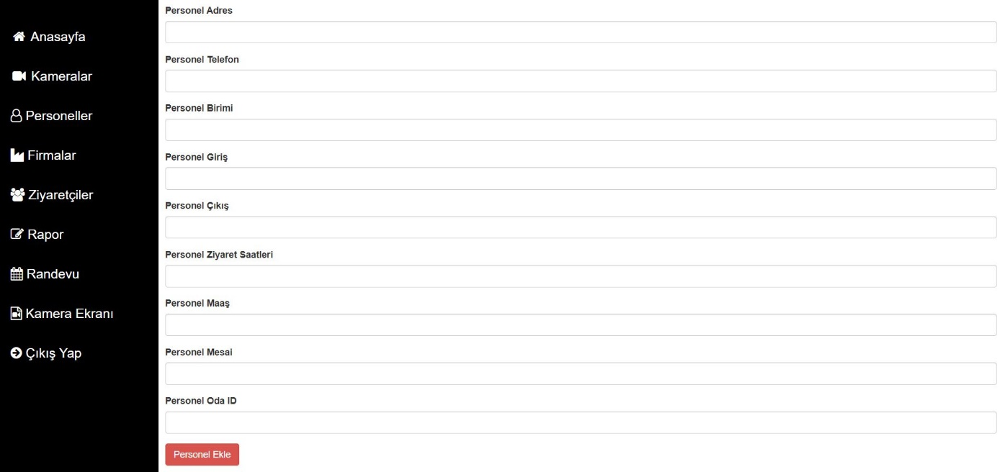 Anasayfa
Kameralar
Personeller
Firmalar
Ziyaretçiler
Rapor
Randevu
Kamera Ekranı
Çıkış Yap
Personel Adres
Personel Telefon
Personel Birimi
Personel Giriş
Personel Çıkış
Personel Ziyaret Saatleri
Personel Maaş
Personel Mesai
Personel Oda ID
Personel Ekle